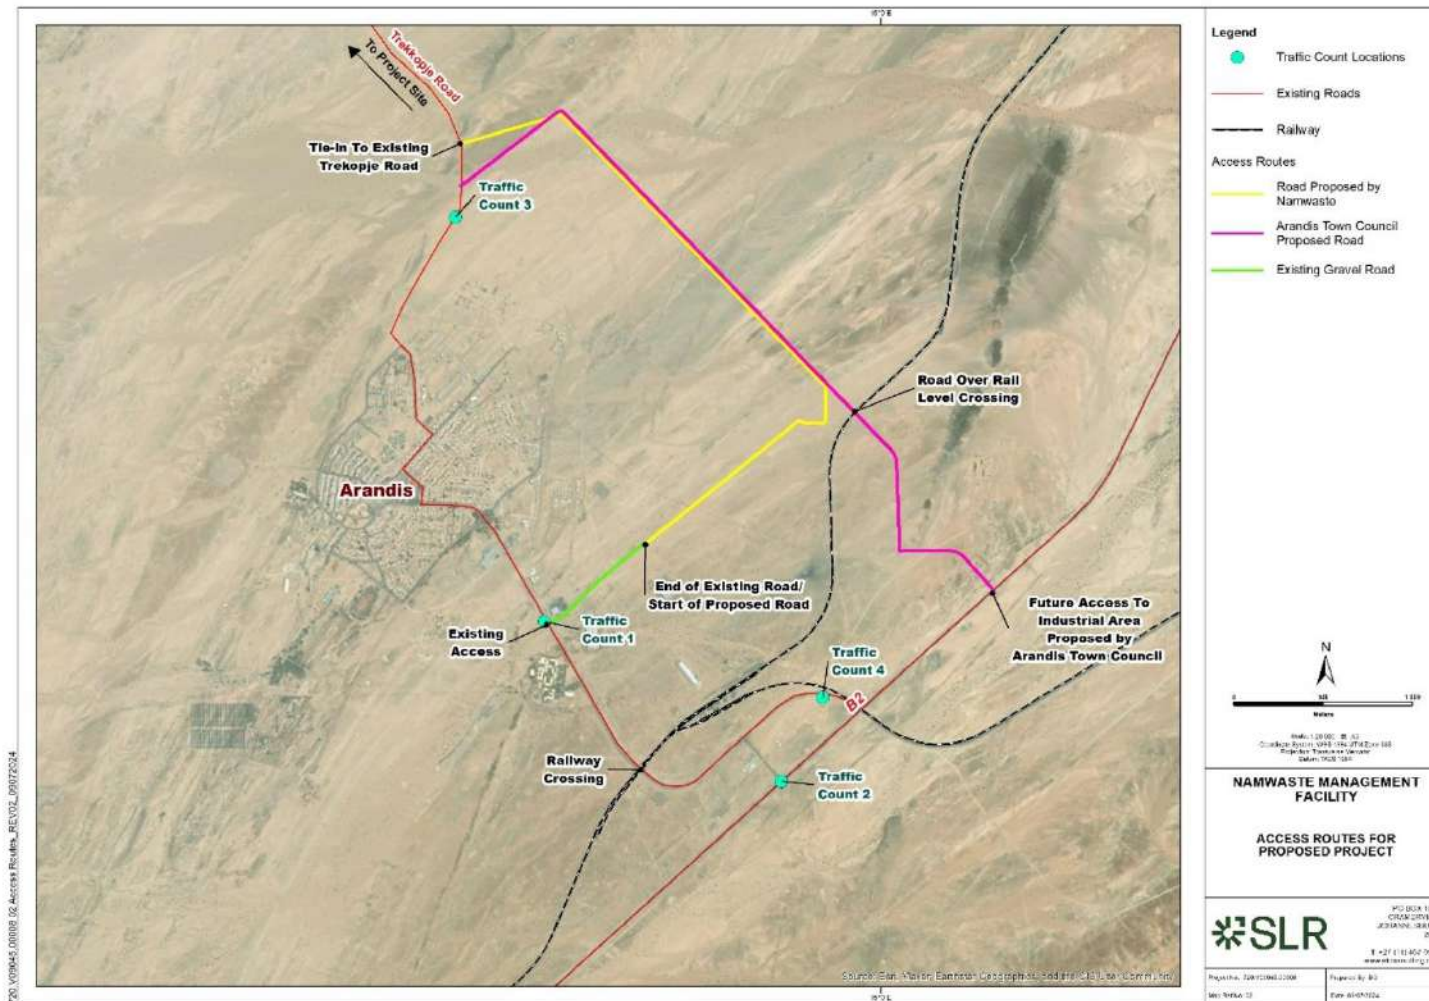 Trekkopje Road
To Project Site
Tie-In To Existing
Trekopje Road
Traffic
Count 3
Road Over Rail
Level Crossing
Arandis
End of Existing Road/
Start of Proposed Road
Existing
Access
Traffic
Count 1
Future Access To
Industrial Area
Proposed by
Arandis Town Council
Traffic
Count 4
B2
Railway
Crossing
Traffic
Count 2
Legend
Traffic Count Locations
Existing Roads
Railway
Access Routes
Road Proposed by
Namwaste
Arandis Town Council
Proposed Road
Existing Gravel Road
N
Meters
NAMWASTE MANAGEMENT
FACILITY
ACCESS ROUTES FOR
PROPOSED PROJECT
SLR